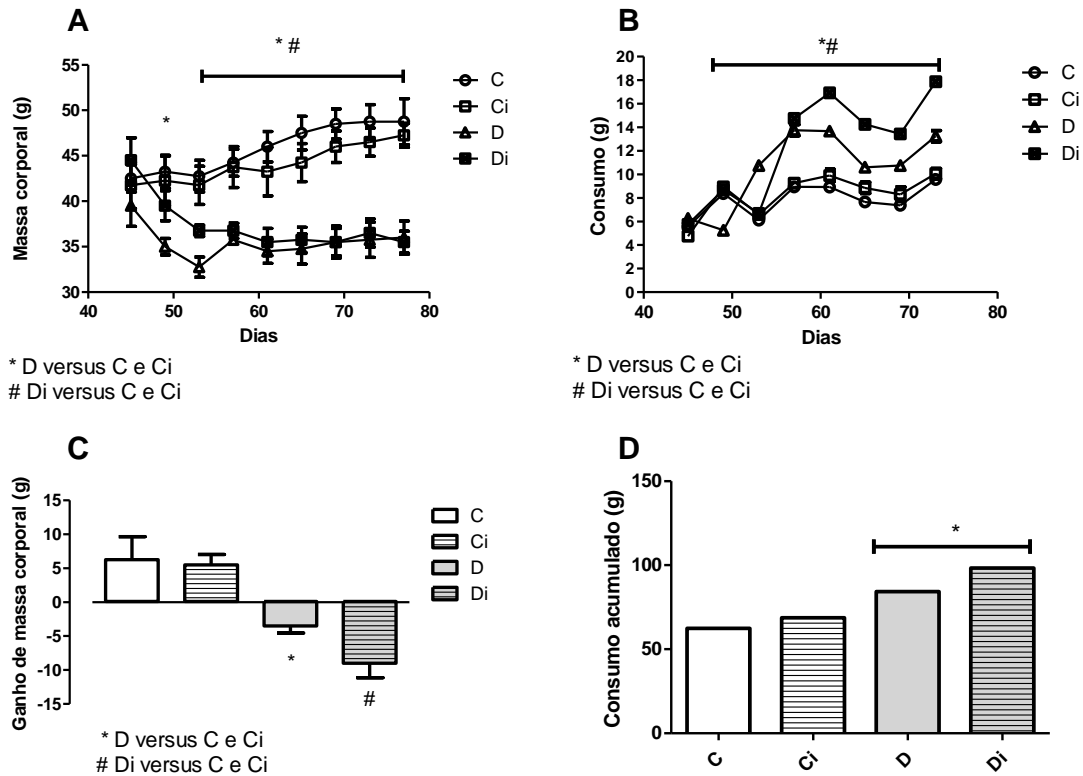 A
* #
*
Massa corporal (g)
55
50
45
40
35
30
40 50 60 70 80
Dias
C
Ci
D
Di
* D versus C e Ci
# Di versus C e Ci
B
*#
Consumo (g)
20
18
16
14
12
10
8
6
4
2
0
40 50 60 70 80
Dias
C
Ci
D
Di
* D versus C e Ci
# Di versus C e Ci
C
Ganho de massa corporal (g)
15
10
5
0
-5
-10
-15
*
#
C
Ci
D
Di
* D versus C e Ci
# Di versus C e Ci
D
Consumo acumulado (g)
150
100
50
0
*
C Ci D Di